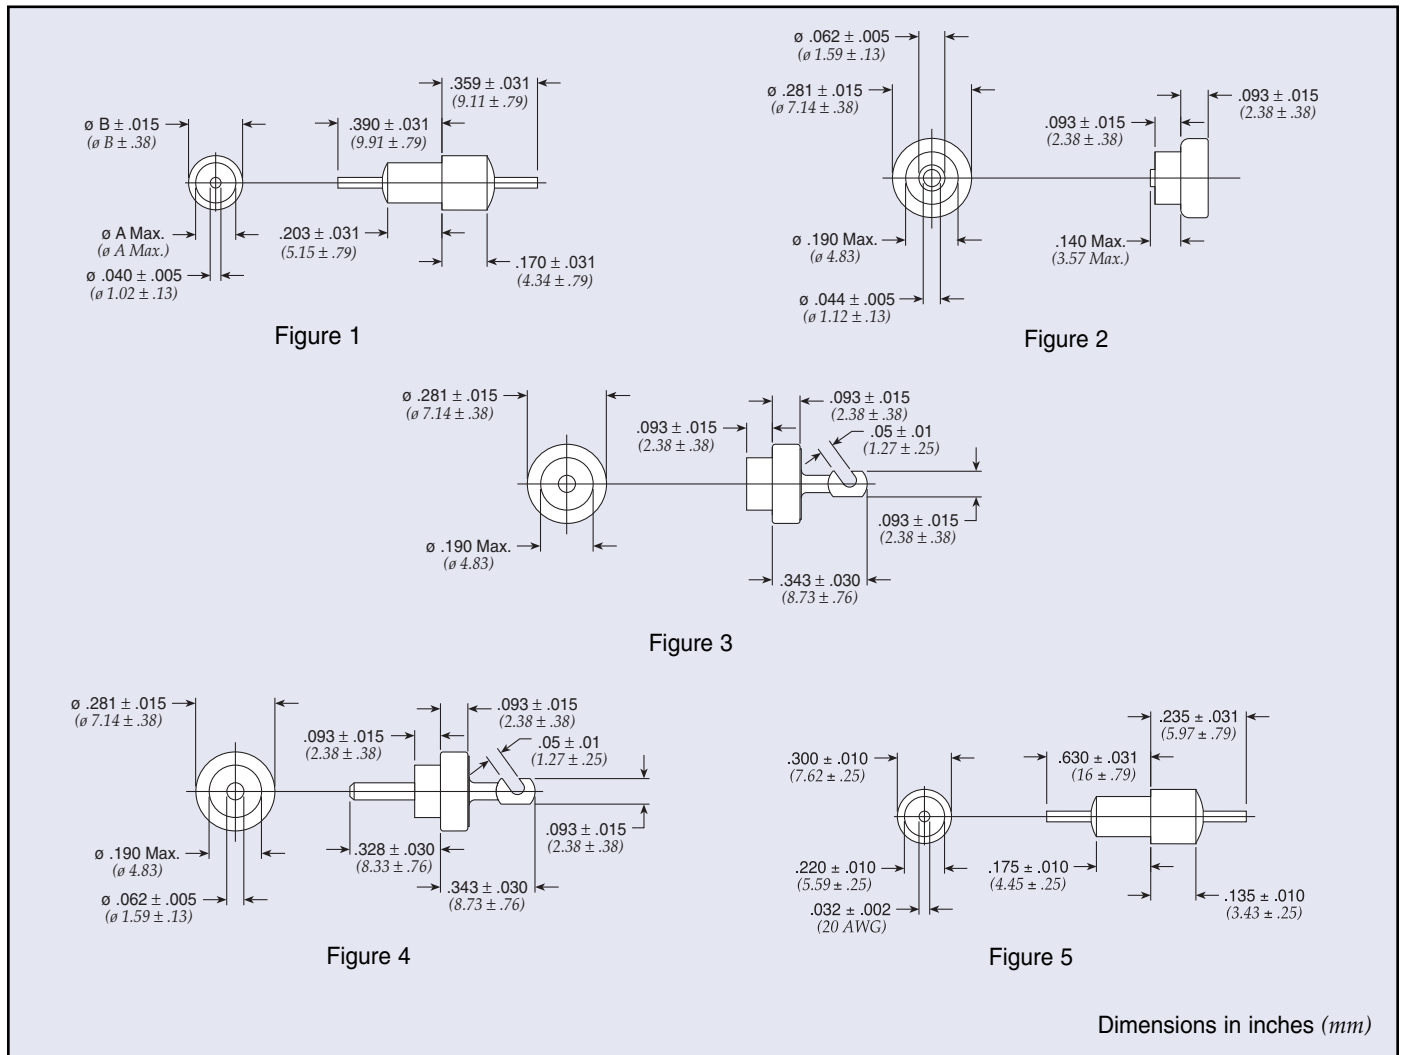 .359 ± .031
(9.11 ± .79)
ø B ± .015
(ø B ± .38)
.390 ± .031
(9.91 ± .79)
ø A Max.
(ø A Max.)
.203 ± .031
(5.15 ± .79)
ø .040 ± .005
(ø 1.02 ± .13)
.170 ± .031
(4.34 ± .79)
Figure 1
ø .062 ± .005
(ø 1.59 ± .13)
ø .281 ± .015
(ø 7.14 ± .38)
.093 ± .015
(2.38 ± .38)
.093 ± .015
(2.38 ± .38)
ø .190 Max.
(ø 4.83)
.140 Max.
(3.57 Max.)
ø .044 ± .005
(ø 1.12 ± .13)
Figure 2
ø .281 ± .015
(ø 7.14 ± .38)
.093 ± .015
(2.38 ± .38)
.093 ± .015
(2.38 ± .38)
.05 ± .01
(1.27 ± .25)
.093 ± .015
(2.38 ± .38)
ø .190 Max.
(ø 4.83)
.343 ± .030
(8.73 ± .76)
Figure 3
ø .281 ± .015
(ø 7.14 ± .38)
.093 ± .015
(2.38 ± .38)
.093 ± .015
(2.38 ± .38)
.05 ± .01
(1.27 ± .25)
.093 ± .015
(2.38 ± .38)
ø .190 Max.
(ø 4.83)
.328 ± .030
(8.33 ± .76)
.343 ± .030
(8.73 ± .76)
ø .062 ± .005
(ø 1.59 ± .13)
Figure 4
.235 ± .031
(5.97 ± .79)
.300 ± .010
(7.62 ± .25)
.630 ± .031
(16 ± .79)
.220 ± .010
(5.59 ± .25)
.175 ± .010
(4.45 ± .25)
.135 ± .010
(3.43 ± .25)
.032 ± .002
(20 AWG)
Figure 5
Dimensions in inches (mm)